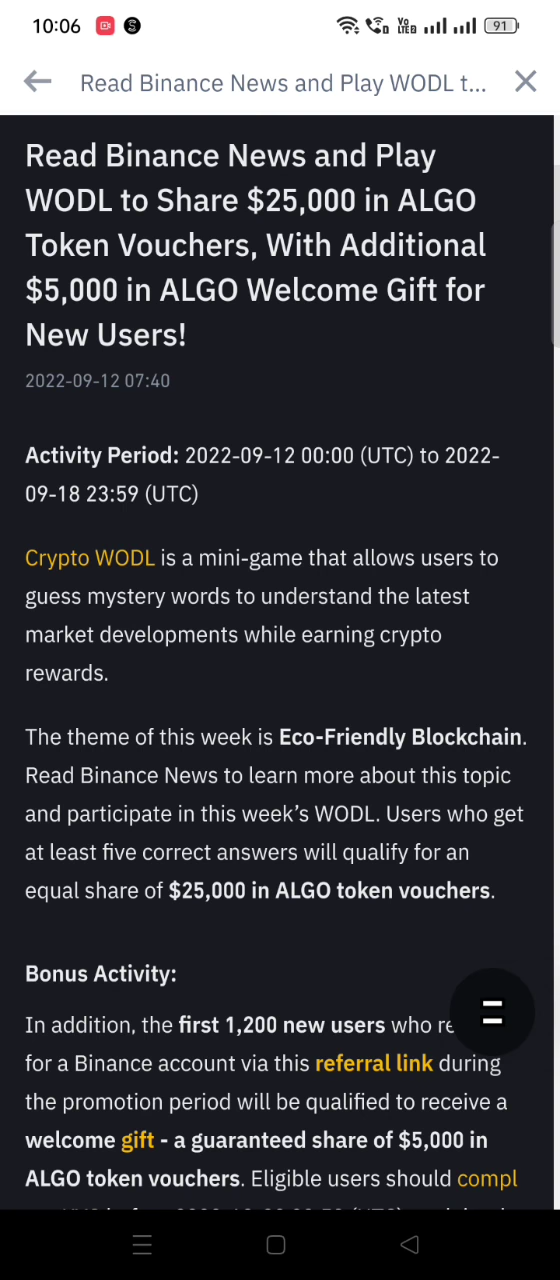 10:06
Vo
LTE2
91
Read Binance News and Play WODL t...
Read Binance News and Play
WODL to Share $25,000 in ALGO
Token Vouchers, With Additional
$5,000 in ALGO Welcome Gift for
New Users!
2022-09-12 07:40
Activity Period: 2022-09-12 00:00 (UTC) to 2022-
09-18 23:59 (UTC)
Crypto WODL is a mini-game that allows users to
guess mystery words to understand the latest
market developments while earning crypto
rewards.
The theme of this week is Eco-Friendly Blockchain.
Read Binance News to learn more about this topic
and participate in this week's WODL. Users who get
at least five correct answers will qualify for an
equal share of $25,000 in ALGO token vouchers.
Bonus Activity:
In addition, the first 1,200 new users who re
for a Binance account via this referral link during
the promotion period will be qualified to receive a
welcome gift - a guaranteed share of $5,000 in
ALGO token vouchers. Eligible users should compl